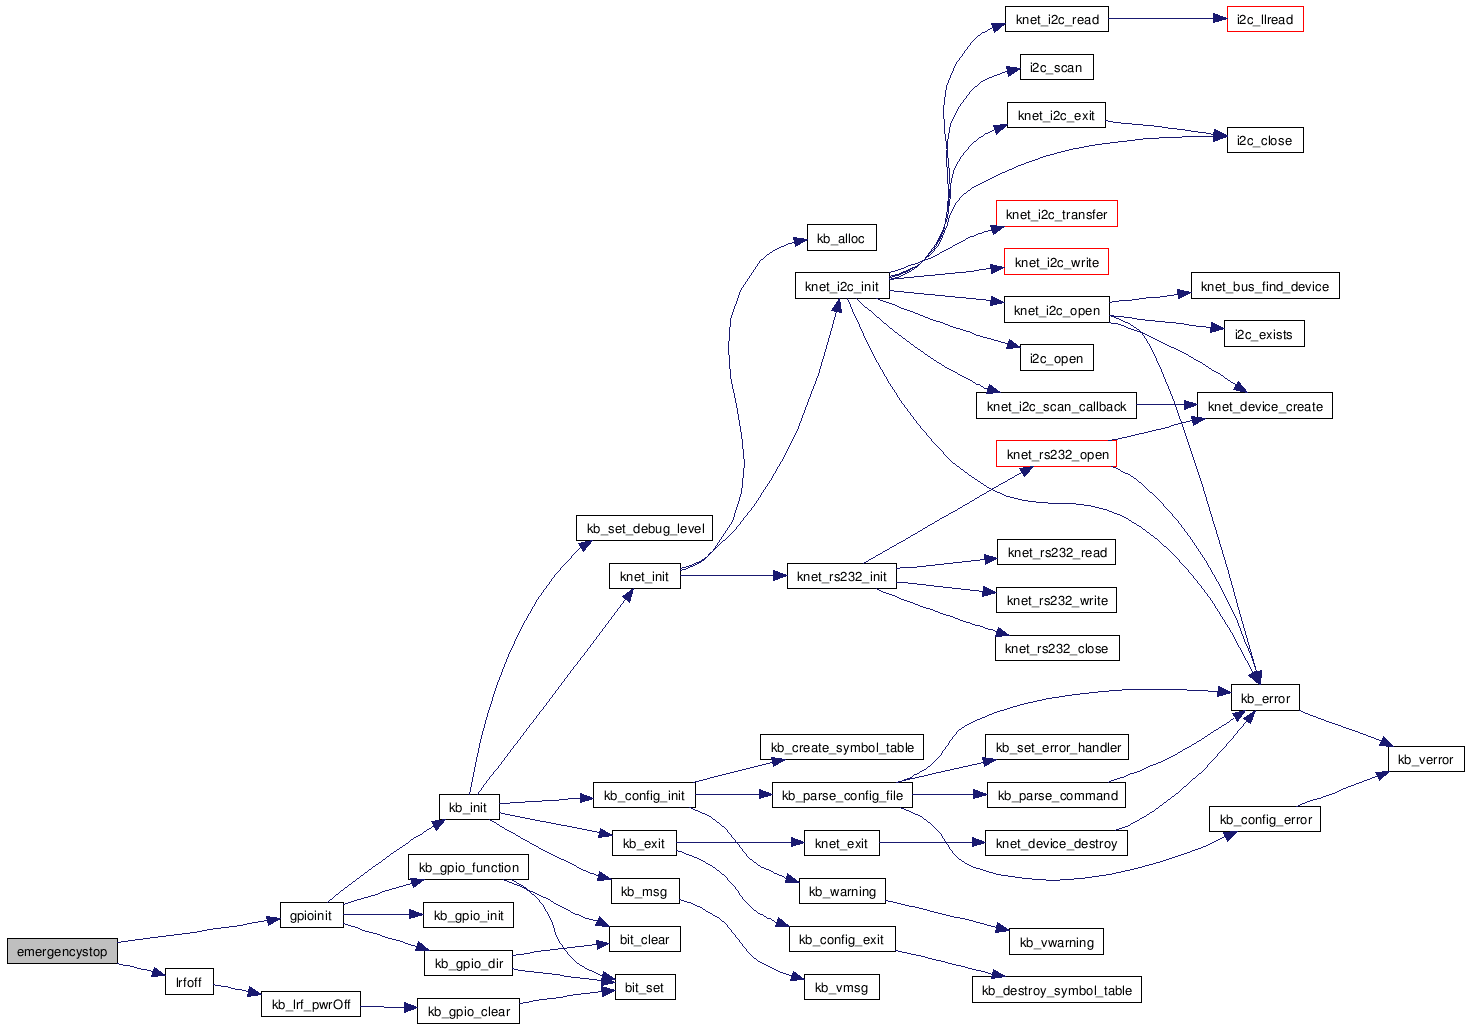 knet_i2c_read
i2c_llread
i2c_scan
knet_i2c_exit
i2c_close
knet_i2c_transfer
kb_alloc
knet_i2c_write
knet_i2c_init
knet_bus_find_device
knet_i2c_open
i2c_exists
i2c_open
knet_i2c_scan_callback
knet_device_create
knet_rs232_open
kb_set_debug_level
knet_rs232_read
knet_init
knet_rs232_init
knet_rs232_write
knet_rs232_close
kb_error
kb_create_symbol_table
kb_set_error_handler
kb_verror
kb_config_init
kb_parse_config_file
kb_parse_command
kb_init
kb_config_error
kb_exit
knet_exit
knet_device_destroy
kb_gpio_function
kb_msg
kb_warning
gpioinit
kb_gpio_init
bit_clear
kb_config_exit
kb_vwarning
emergencystop
kb_gpio_dir
lrfoff
bit_set
kb_vmsg
kb_destroy_symbol_table
kb_lrf_pwrOff
kb_gpio_clear